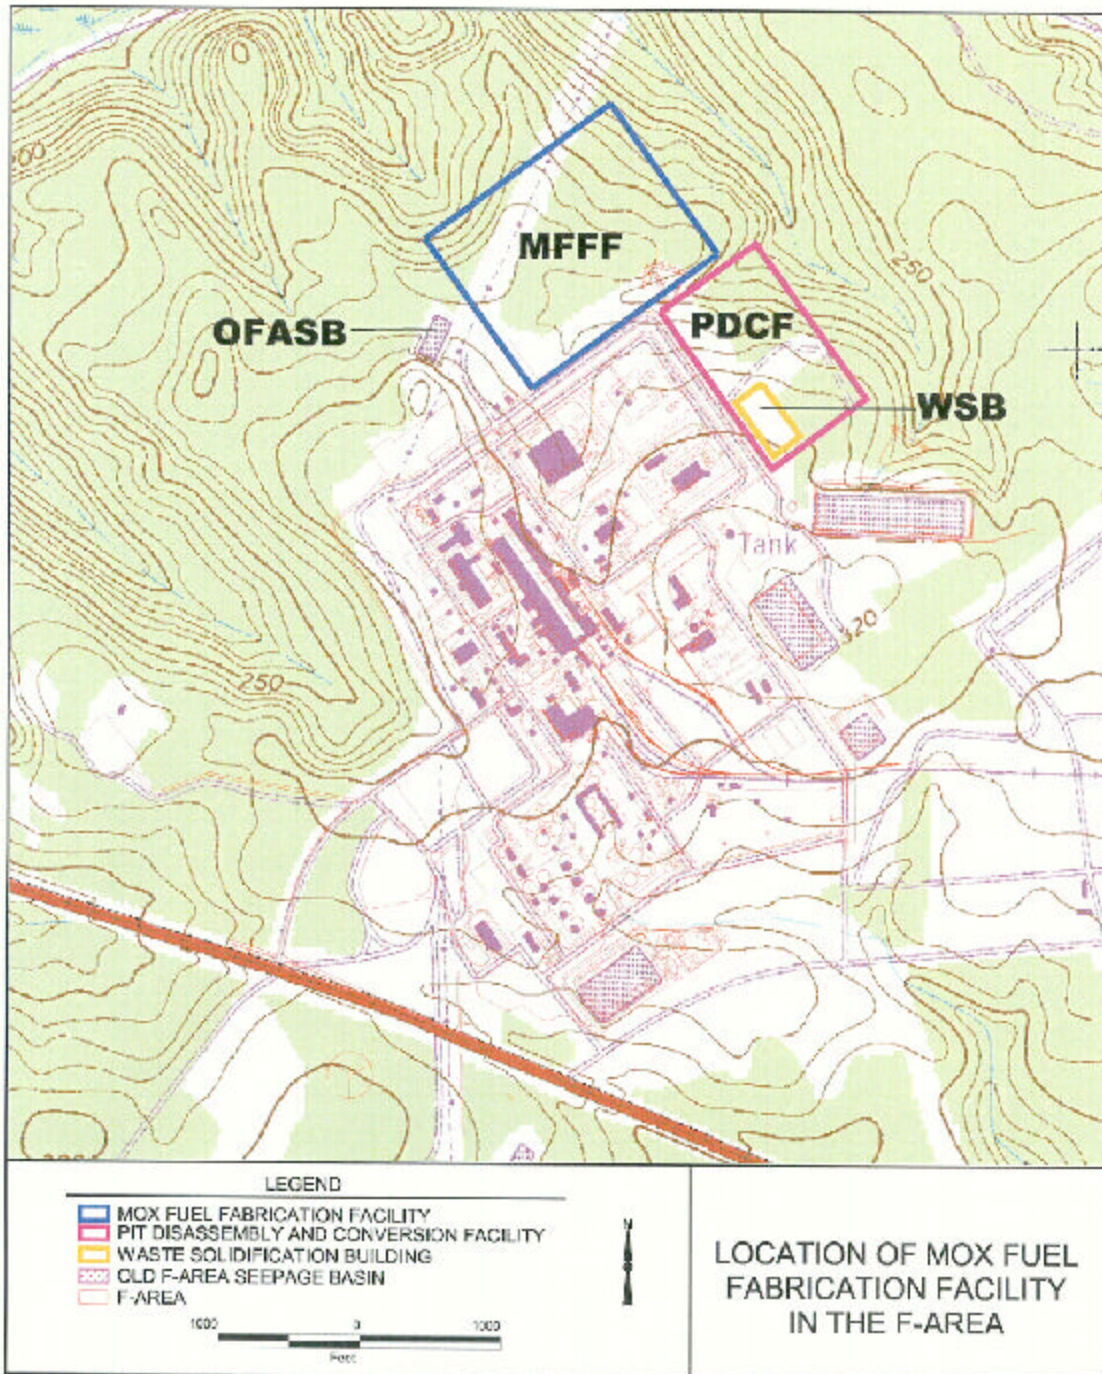 MFFF
250
OFASB
PDCF
WSB
Tank
320
250
LEGEND
MOX FUEL FABRICATION FACILITY
PIT DISASSEMBLY AND CONVERSION FACILITY
WASTE SOLIDIFICATION BUILDING
OLD F-AREA SEEPAGE BASIN
F-AREA
1000 0 1000
Feet
N
LOCATION OF MOX FUEL
FABRICATION FACILITY
IN THE F-AREA